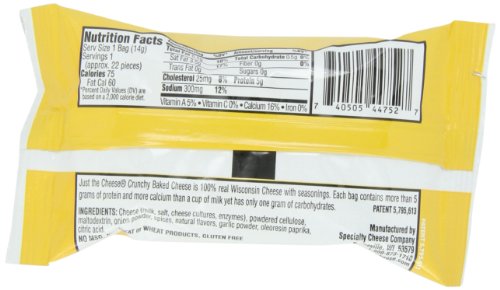 Nutrition Facts
Serv Size 1 Bag (14g)
Servings 1
(approx. 22 pieces)
Calories 75
Fat Cal 60
*Percent Daily Values (DV) are
based on a 2,000 calorie diet.
Sat Fat
Trans Fat 0g
Cholesterol 25mg 8%
Sodium 300mg 12%
Total Carbohydrate 0.5g 0%
Fiber 0g 0%
Sugars 0g
Protein 5g
Vitamin A 5% • Vitamin C 0% • Calcium 16% • Iron 0%
7 40505 44752 7
Just the Cheese® Crunchy Baked Cheese is 100% real Wisconsin Cheese with seasonings. Each bag contains more than 5
grams of protein and more calcium than a cup of milk yet has only one gram of carbohydrates.
PATENT 5,795,613
INGREDIENTS: Cheese (milk, salt, cheese cultures, enzymes), powdered cellulose,
maltodextrin, onion powder, spices, natural flavors, garlic powder, oleoresin paprika,
citric acid.
NO WHEAT PRODUCTS, GLUTEN FREE
Manufactured by
Specialty Cheese Company
WI 53579